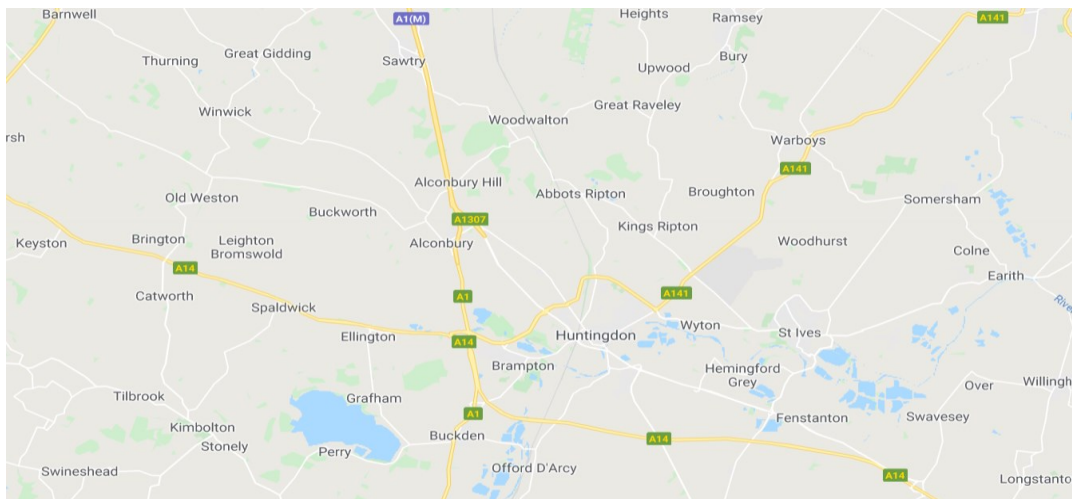 Barnwell
A1(M)
Heights
Ramsey
A141
Thurning
Great Gidding
Sawtry
Upwood
Bury
Winwick
Great Raveley
Woodwalton
rsh
Warboys
A141
Alconbury Hill
Old Weston
Abbots Ripton
Broughton
Somersham
Buckworth
A1307
Kings Ripton
Keyston
Brington
Leighton
Bromswold
Alconbury
Woodhurst
Colne
A14
Earith
Catworth
A1
A141
River
Spaldwick
Ellington
A14
Huntingdon
Wyton
St Ives
Brampton
Hemingford
Grey
Tilbrook
Grafham
Over
Willingh
Kimbolton
A1
Fenstanton
Swavesey
Stonely
Perry
Buckden
A14
Swineshead
Offord D'Arcy
A14
Longstanto